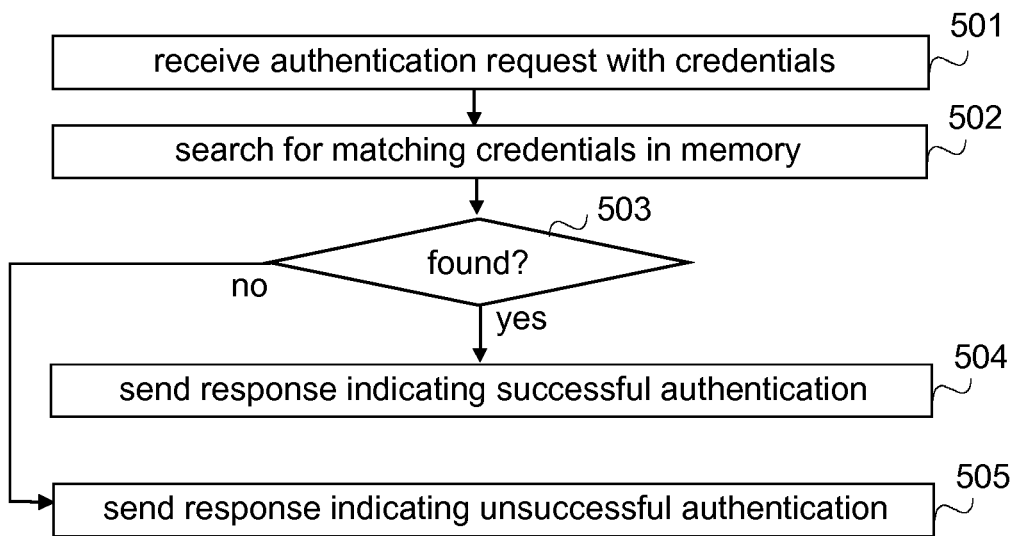 501
receive authentication request with credentials
502
search for matching credentials in memory
503
found?
no
yes
504
send response indicating successful authentication
505
send response indicating unsuccessful authentication